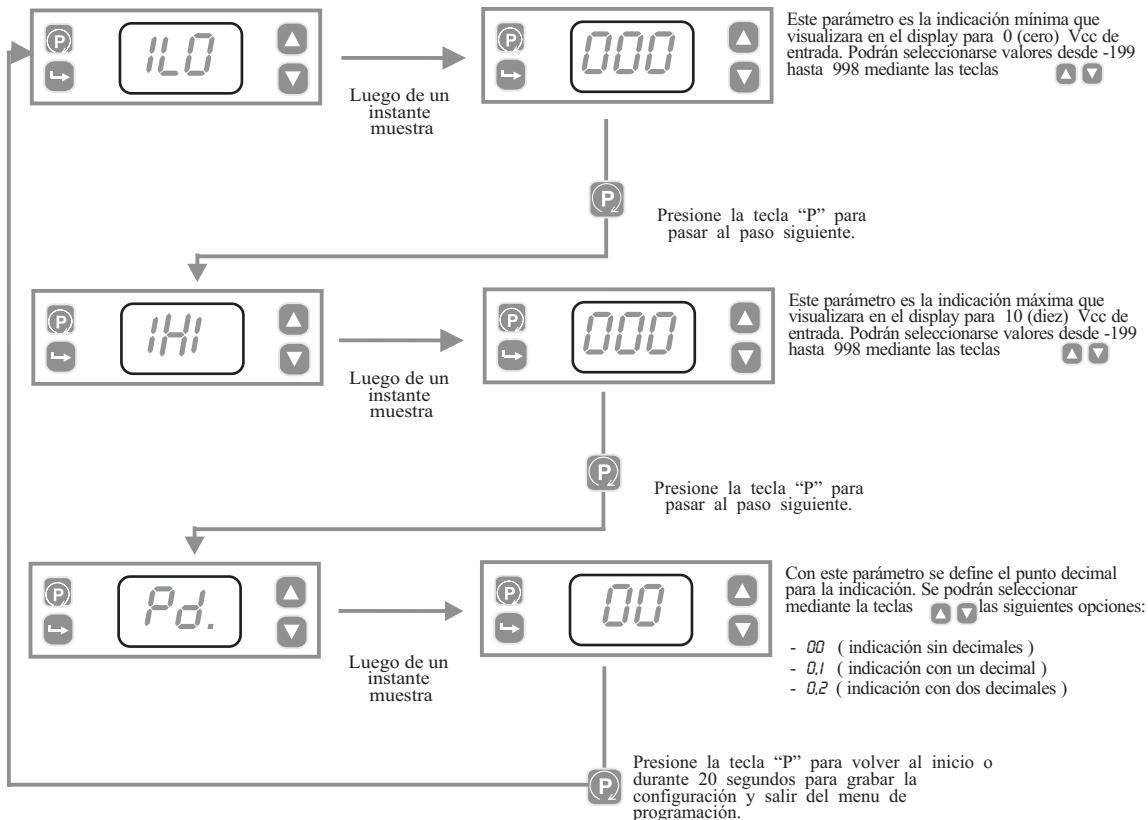 P
1L0
000
Este parámetro es la indicación mínima que
visualizara en el display para 0 (cero) Vcc de
entrada. Podrán seleccionarse valores desde -199
hasta 998 mediante las teclas
Luego de un
instante
muestra
P
P
Presione la tecla “P” para
pasar al paso siguiente.
P
1H1
000
Este parámetro es la indicación máxima que
visualizara en el display para 10 (diez) Vcc de
entrada. Podrán seleccionarse valores desde -199
hasta 998 mediante las teclas
Luego de un
instante
muestra
P
P
Presione la tecla “P” para
pasar al paso siguiente.
P
Pd.
P
00
Con este parámetro se define el punto decimal
para la indicación. Se podrán seleccionar
mediante la teclas las siguientes opciones:
- 00 ( indicación sin decimales )
- 0,1 ( indicación con un decimal )
- 0,2 ( indicación con dos decimales )
Luego de un
instante
muestra
P
Presione la tecla “P” para volver al inicio o
durante 20 segundos para grabar la
configuración y salir del menu de
programación.